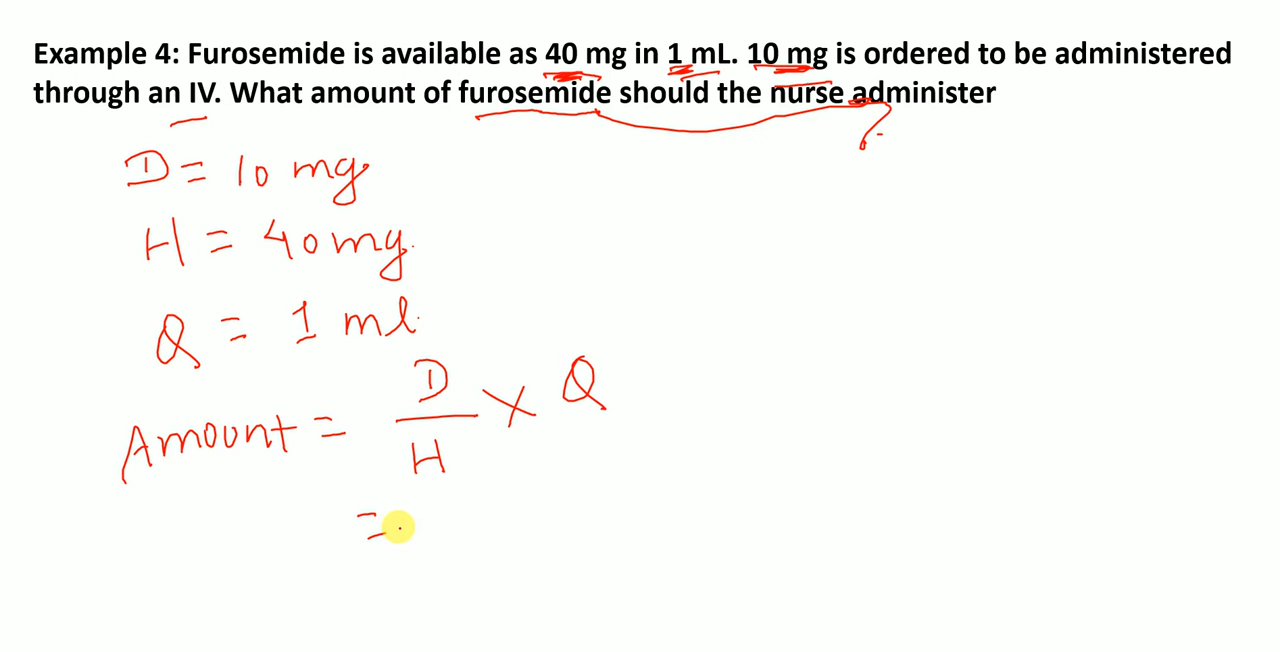 Example 4: Furosemide is available as 40 mg in 1 mL. 10 mg is ordered to be administered
through an IV. What amount of furosemide should the nurse administer
?
D = 10 mg
H = 40 mg.
Q = 1 ml.
Amount = D/H × Q
=